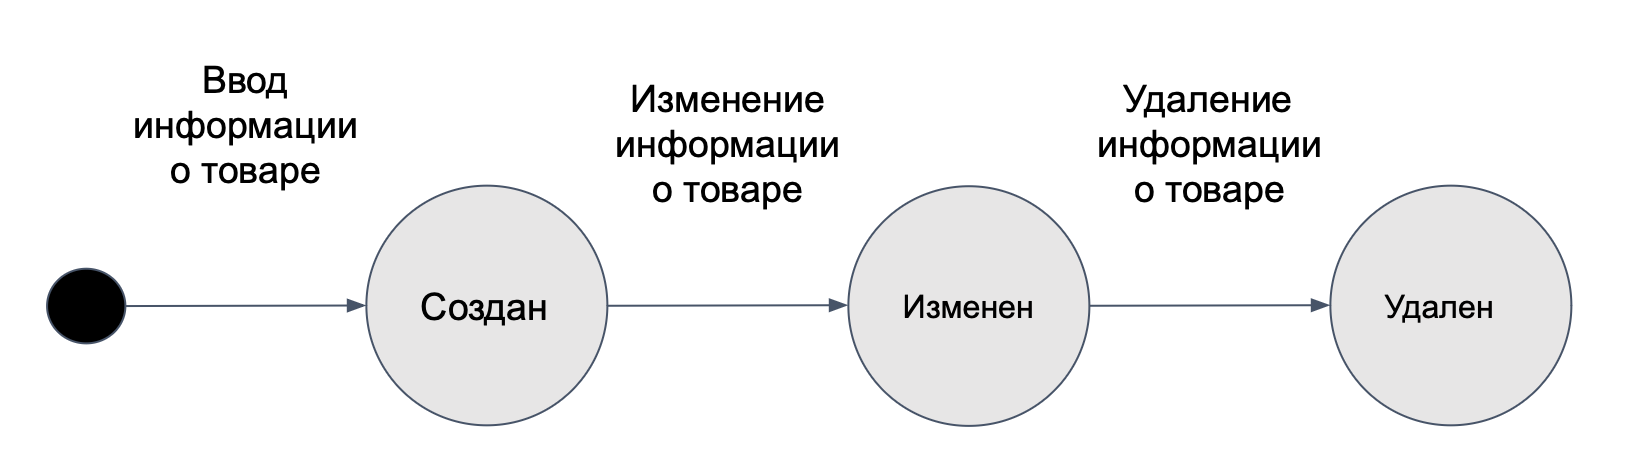 Ввод
информации
о товаре
Изменение
информации
о товаре
Удаление
информации
о товаре
Создан
Изменен
Удален